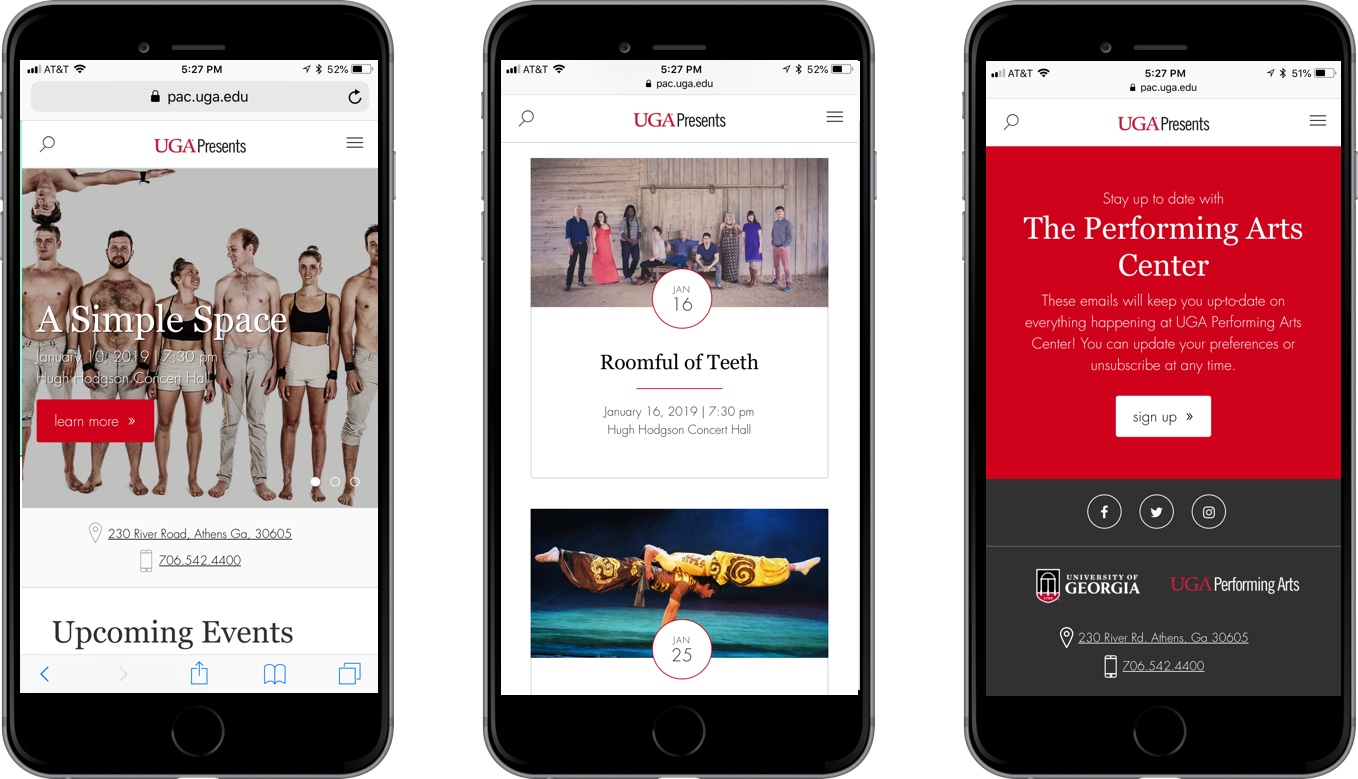 AT&T 5:27 PM 52%
pac.uga.edu
UGA Presents
A Simple Space
January 10, 2019 | 7:30 pm
Hugh Hodgson Concert Hall
learn more »
230 River Road, Athens Ga, 30605
706.542.4400
Upcoming Events
AT&T 5:27 PM 52%
pac.uga.edu
UGA Presents
JAN
16
Roomful of Teeth
January 16, 2019 | 7:30 pm
Hugh Hodgson Concert Hall
JAN
25
AT&T 5:27 PM 51%
pac.uga.edu
UGA Presents
Stay up to date with
The Performing Arts
Center
These emails will keep you up-to-date on
everything happening at UGA Performing Arts
Center! You can update your preferences or
unsubscribe at any time.
sign up »
UNIVERSITY OF
GEORGIA
1785
UGA Performing Arts
230 River Rd, Athens, Ga 30605
706.542.4400